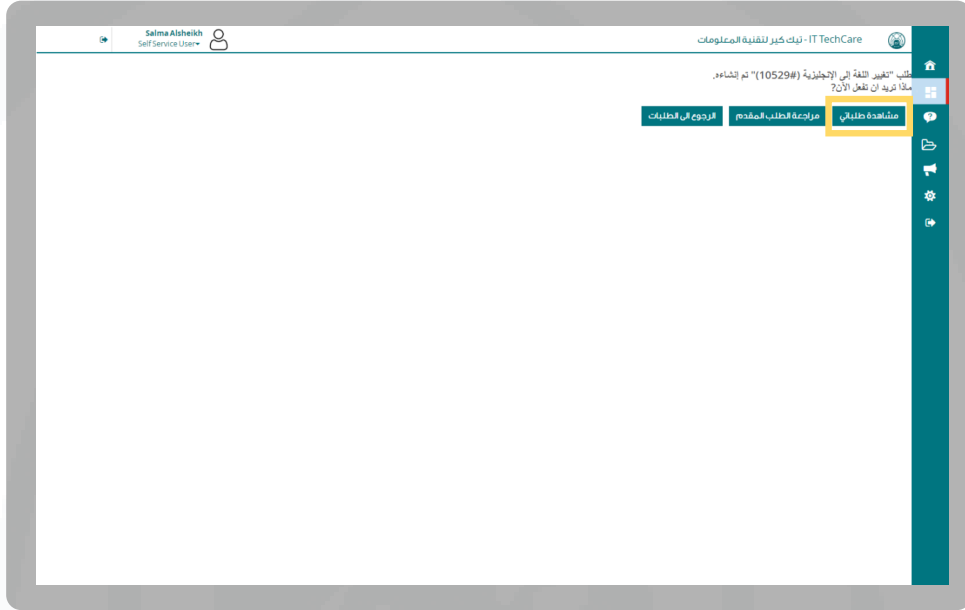 IT TechCare - تيك كير لتقنية المعلومات
Salma Alsheikh
Self Service User
طلب "تغيير اللغة إلى الإنجليزية (#10529)" تم إنشاءه.
ماذا تريد ان تفعل الآن?
مشاهدة طلباتي
مراجعة الطلب المقدم
الرجوع الى الطلبات